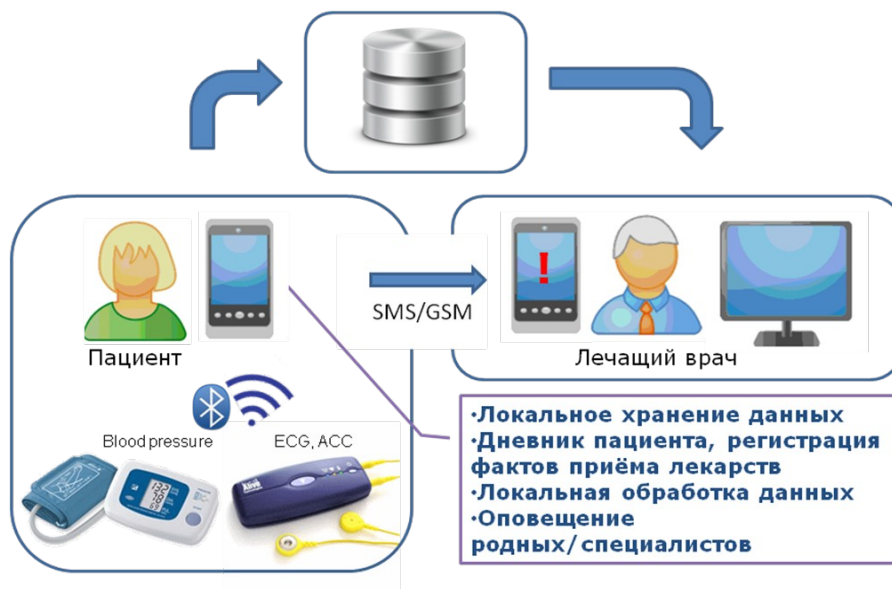 SMS/GSM
Пациент
Лечащий врач
!
Blood pressure
ECG, ACC
Alive
•Локальное хранение данных
•Дневник пациента, регистрация
фактов приёма лекарств
•Локальная обработка данных
•Оповещение
родных/специалистов